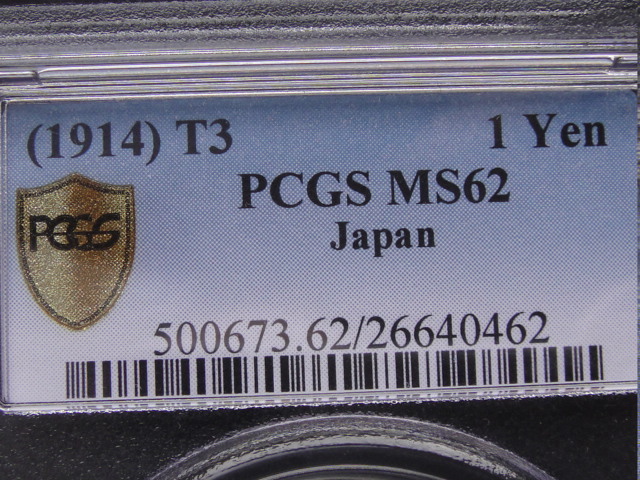 (1914) T3 1 Yen
PCGS MS62
Japan
PCGS
500673.62/26640462